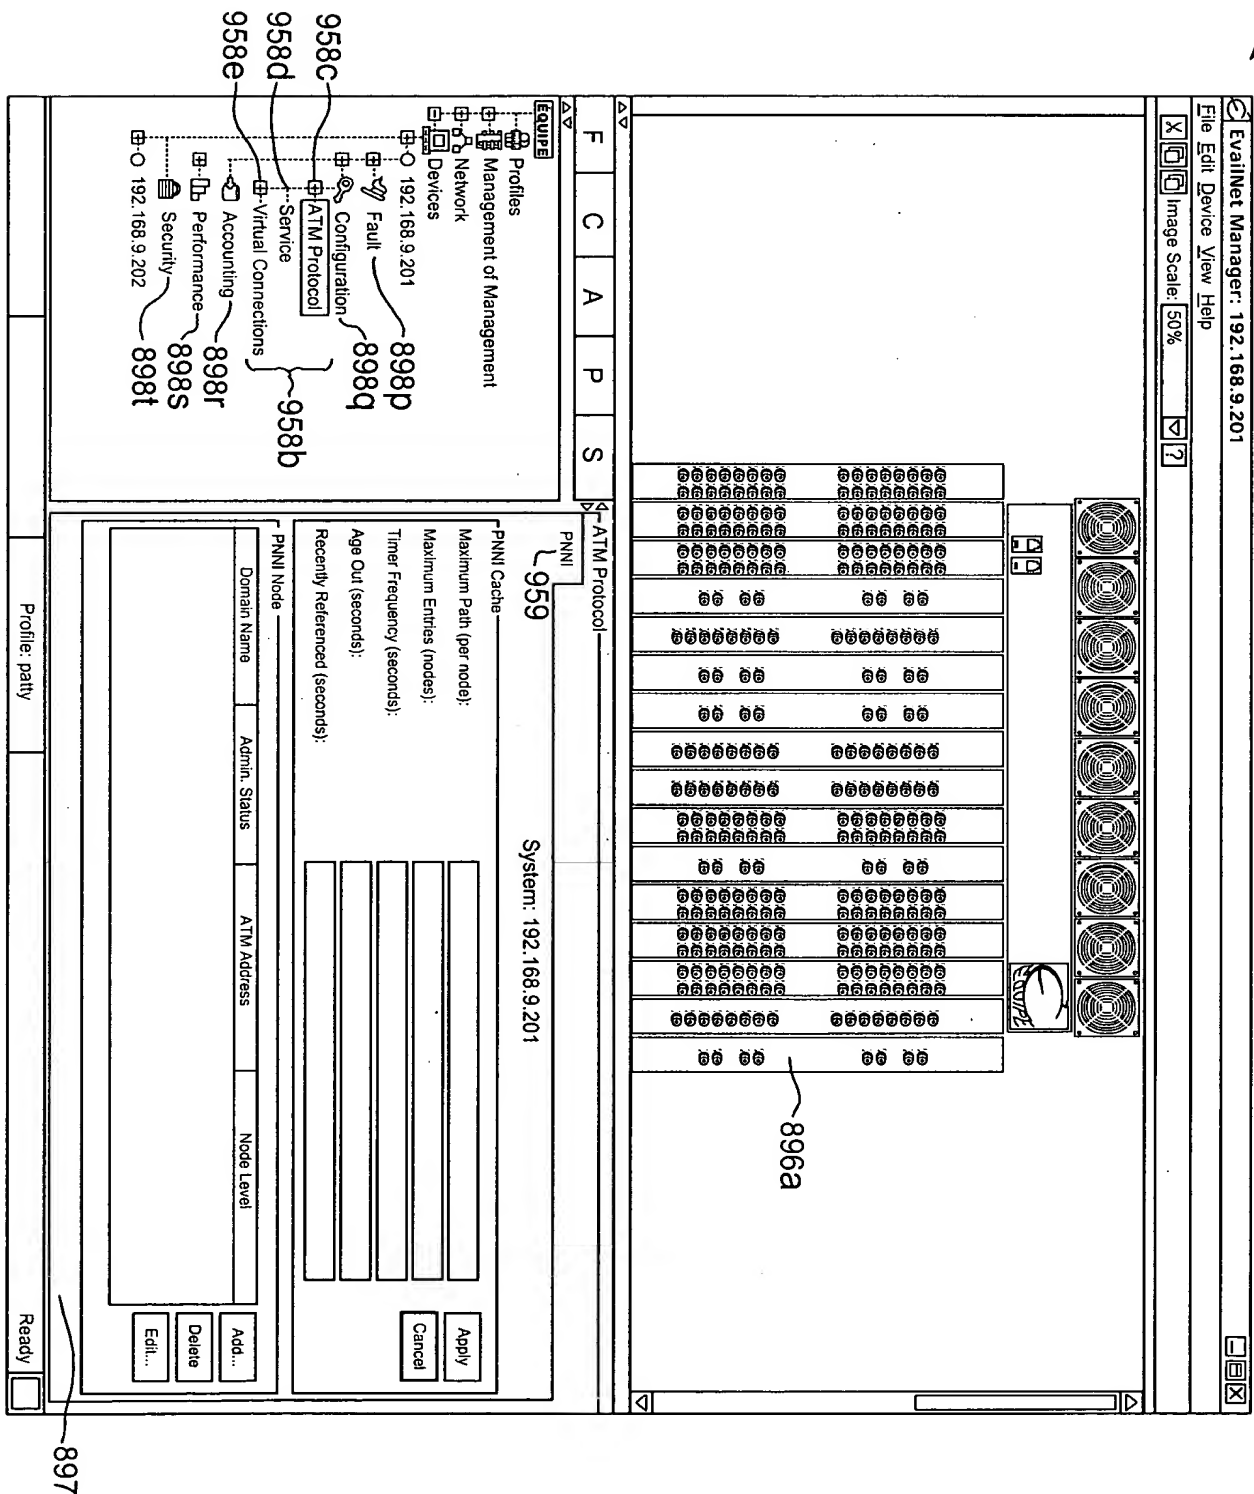 EvailNet Manager: 192.168.9.201
File Edit Device View Help
X Image Scale: 50% ?
EQUIPE
896a
F C A P S
EQUIPE
Profiles
Management of Management
Network
Devices
192.168.9.201
Fault
898p
Configuration
898q
958c
ATM Protocol
958d
Service
958b
958e
Virtual Connections
Accounting
898r
Performance
898s
Security
898t
192.168.9.202
ATM Protocol
System: 192.168.9.201
PNNI
959
PNNI Cache
Maximum Path (per node):
Maximum Entries (nodes):
Timer Frequency (seconds):
Age Out (seconds):
Recently Referenced (seconds):
Apply
Cancel
PNNI Node
Domain Name Admin. Status ATM Address Node Level
Add...
Delete
Edit...
897
Profile: patty
Ready